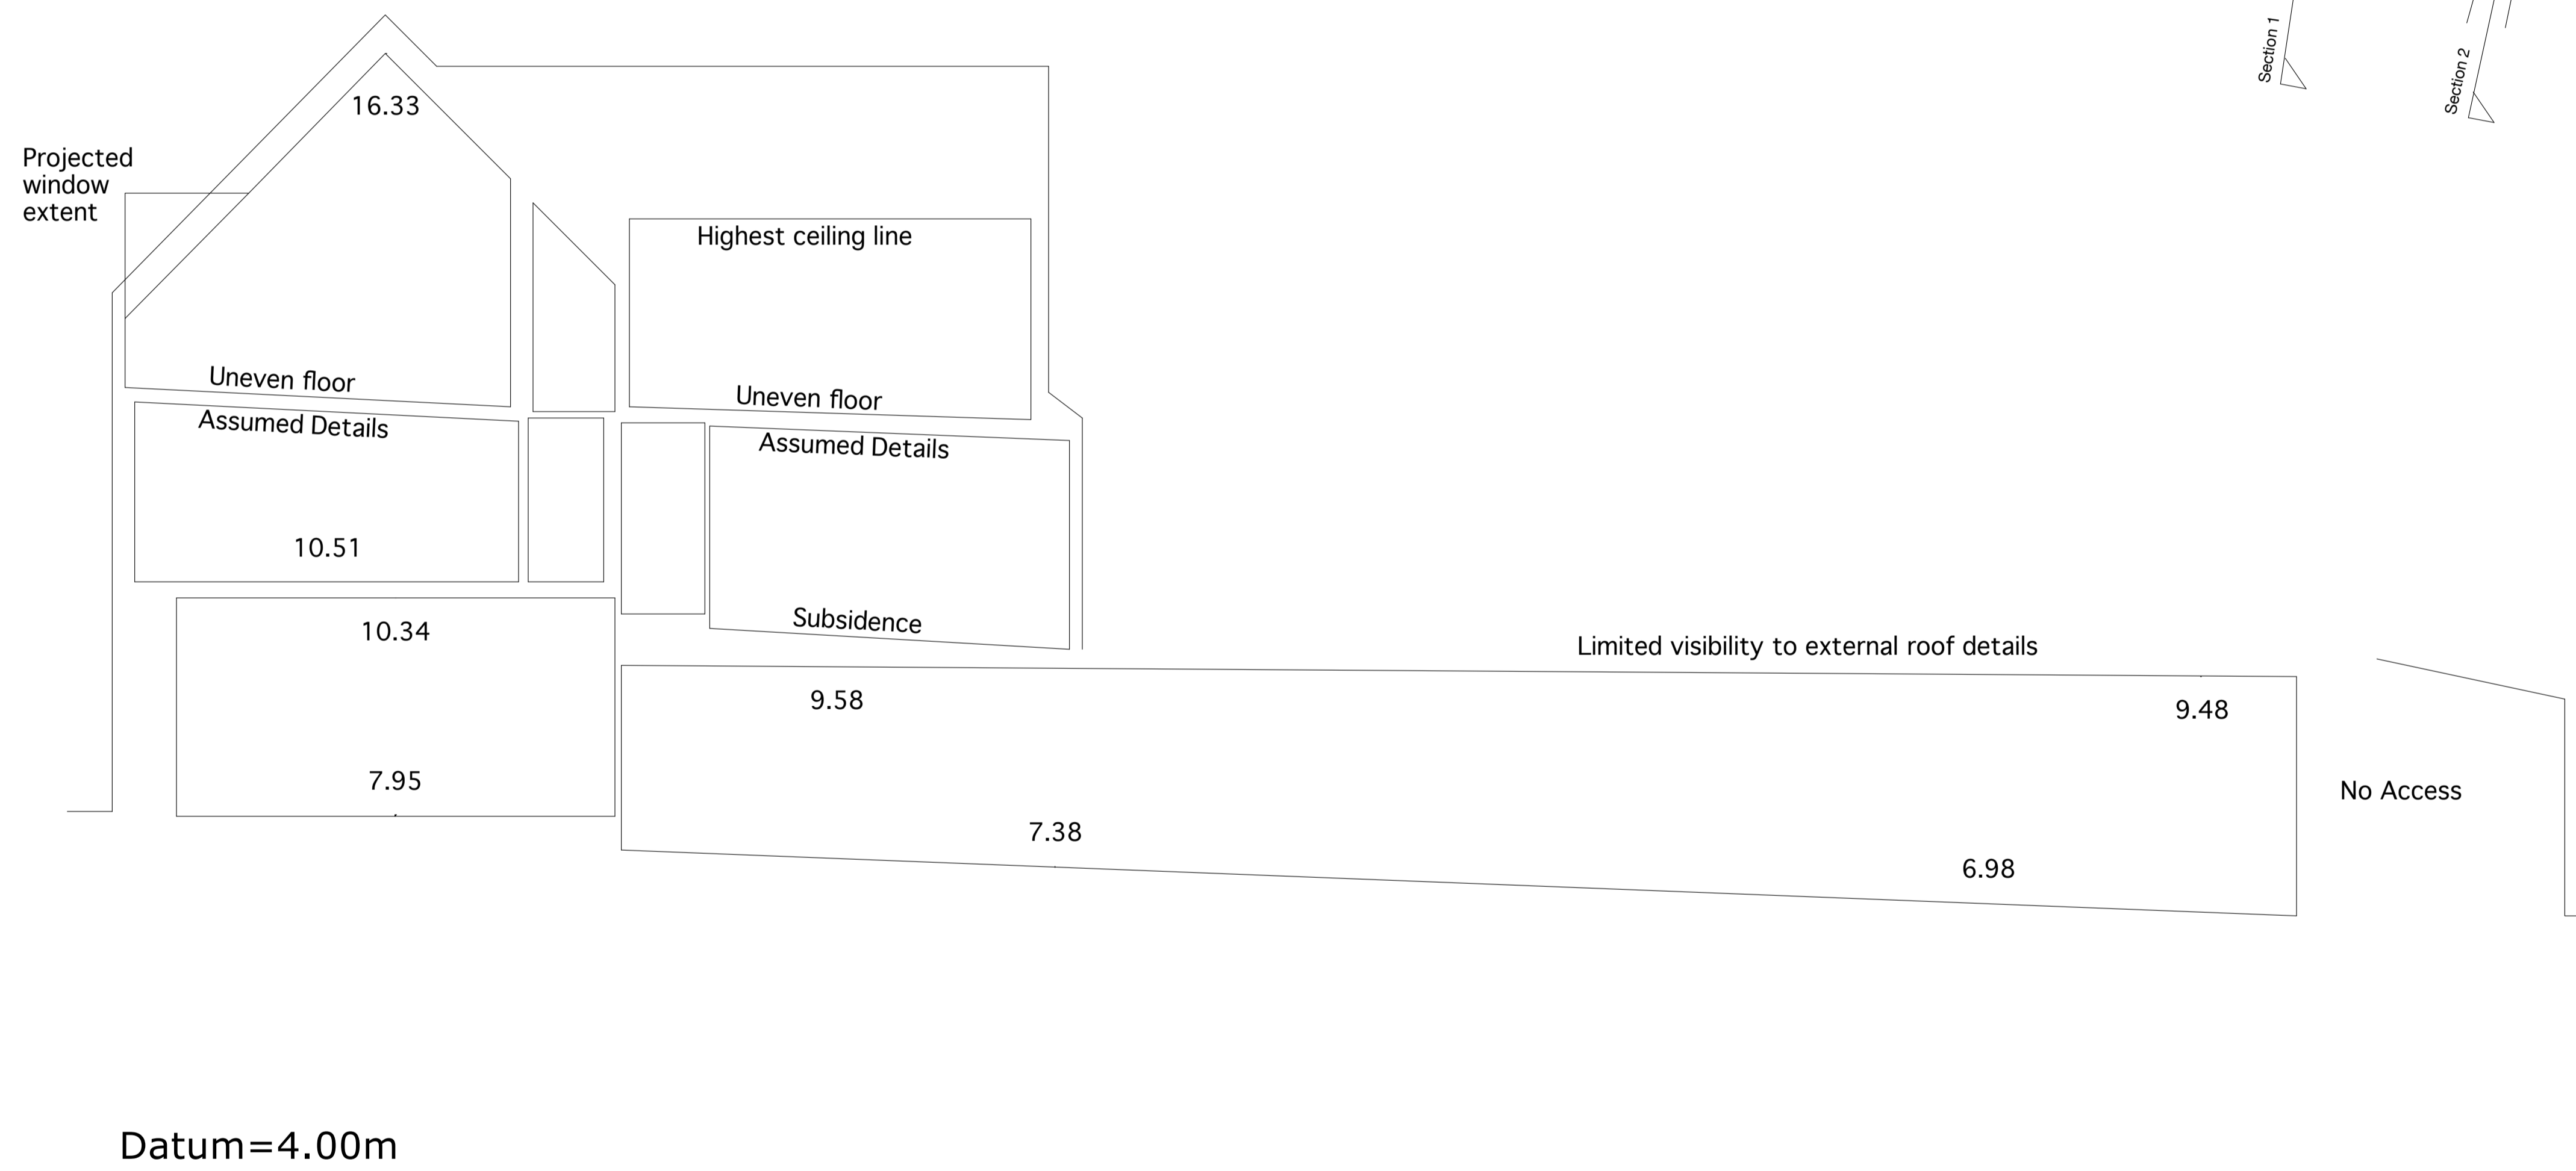 Section 1
Section 2
16.33
Projected
window
extent
Highest ceiling line
Uneven floor
Uneven floor
Assumed Details
Assumed Details
10.51
Subsidence
10.34
Limited visibility to external roof details
9.58
9.48
7.95
No Access
7.38
6.98
Datum=4.00m